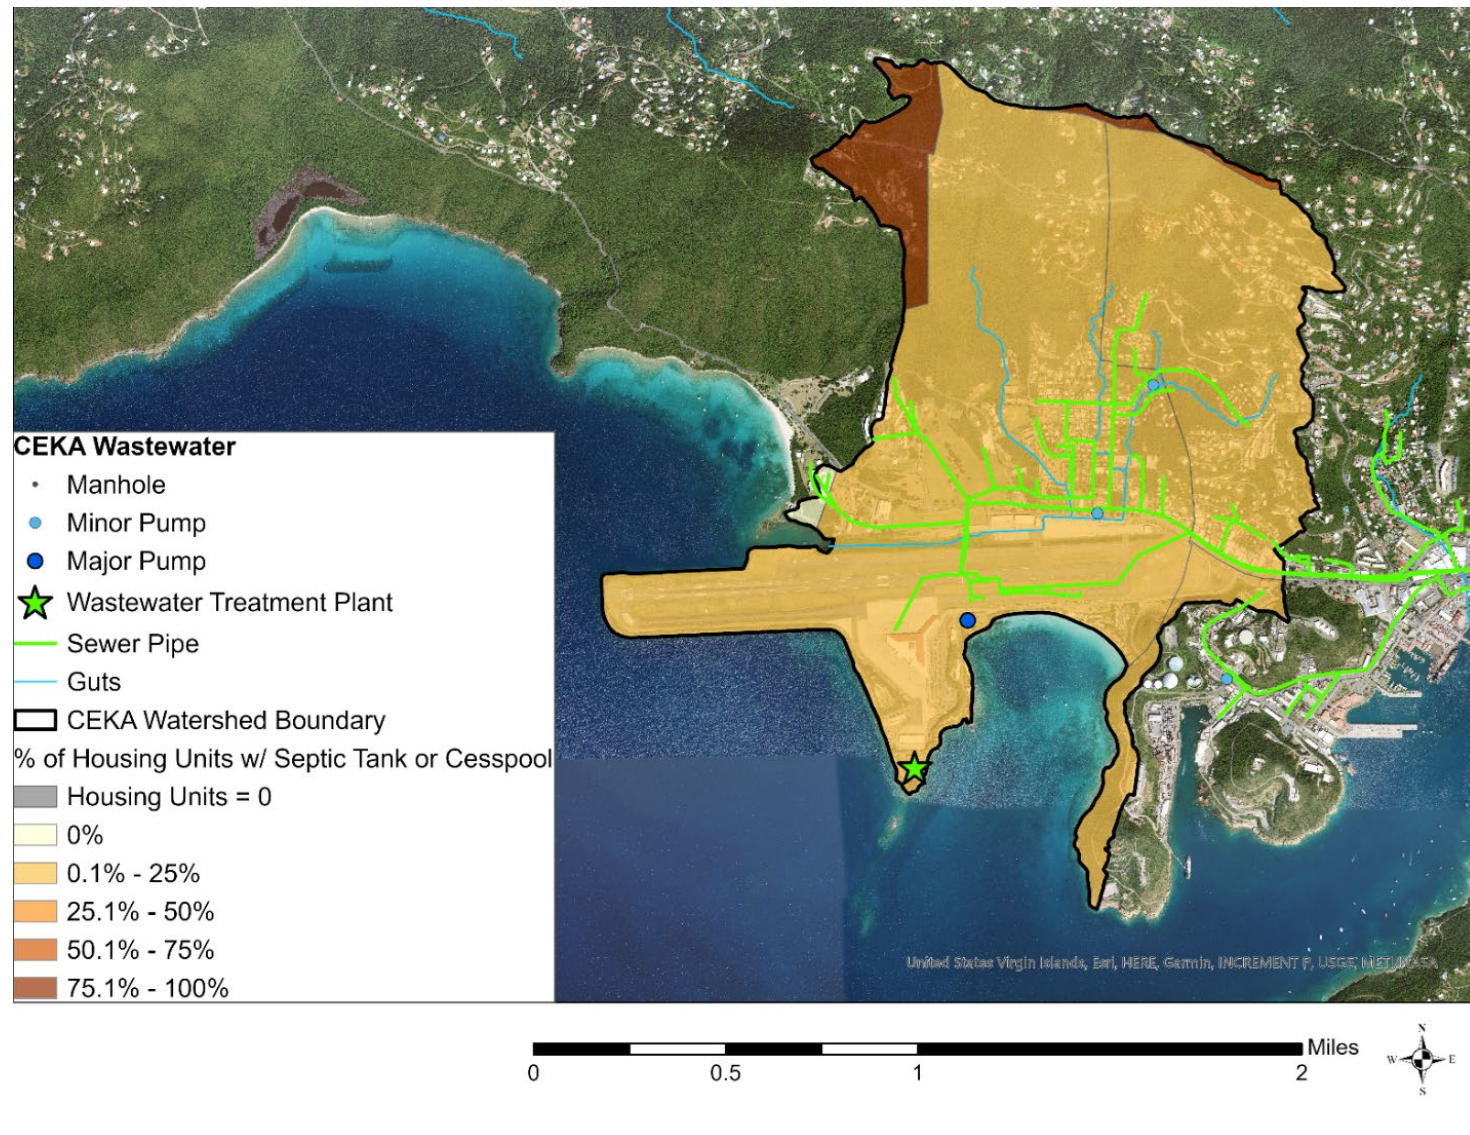 CEKA Wastewater
Manhole
Minor Pump
Major Pump
Wastewater Treatment Plant
Sewer Pipe
Guts
CEKA Watershed Boundary
% of Housing Units w/ Septic Tank or Cesspool
Housing Units = 0
0%
0.1% - 25%
25.1% - 50%
50.1% - 75%
75.1% - 100%
United States Virgin Islands, Esri, HERE, Garmin, INCREMENT P, USGS, METI/NASA
Miles
0 0.5 1 2
N
W E
S